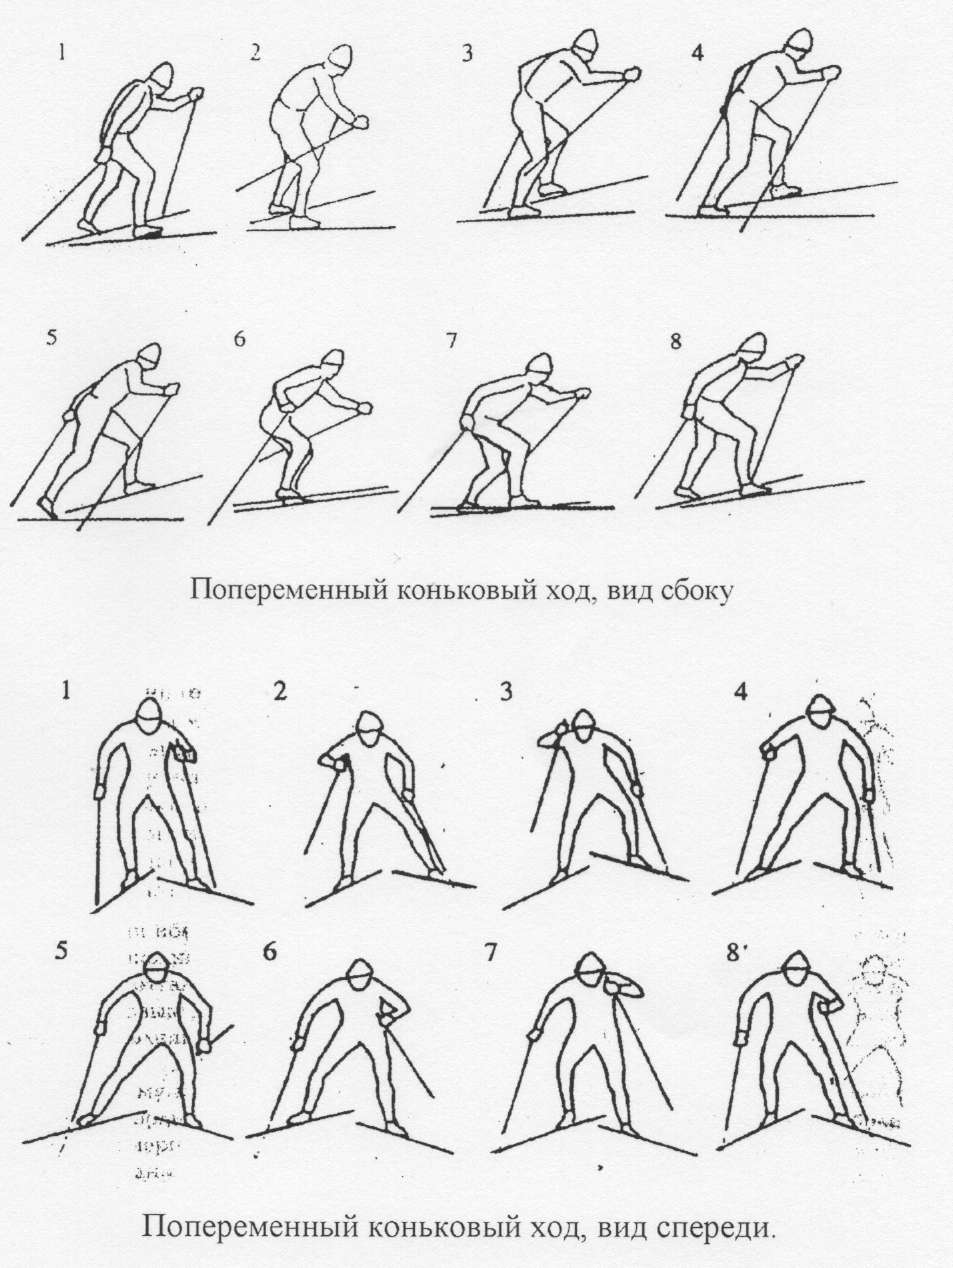 1 2 3 4
5 6 7 8
Попеременный коньковый ход, вид сбоку
1 2 3 4
5 6 7 8
Попеременный коньковый ход, вид спереди.